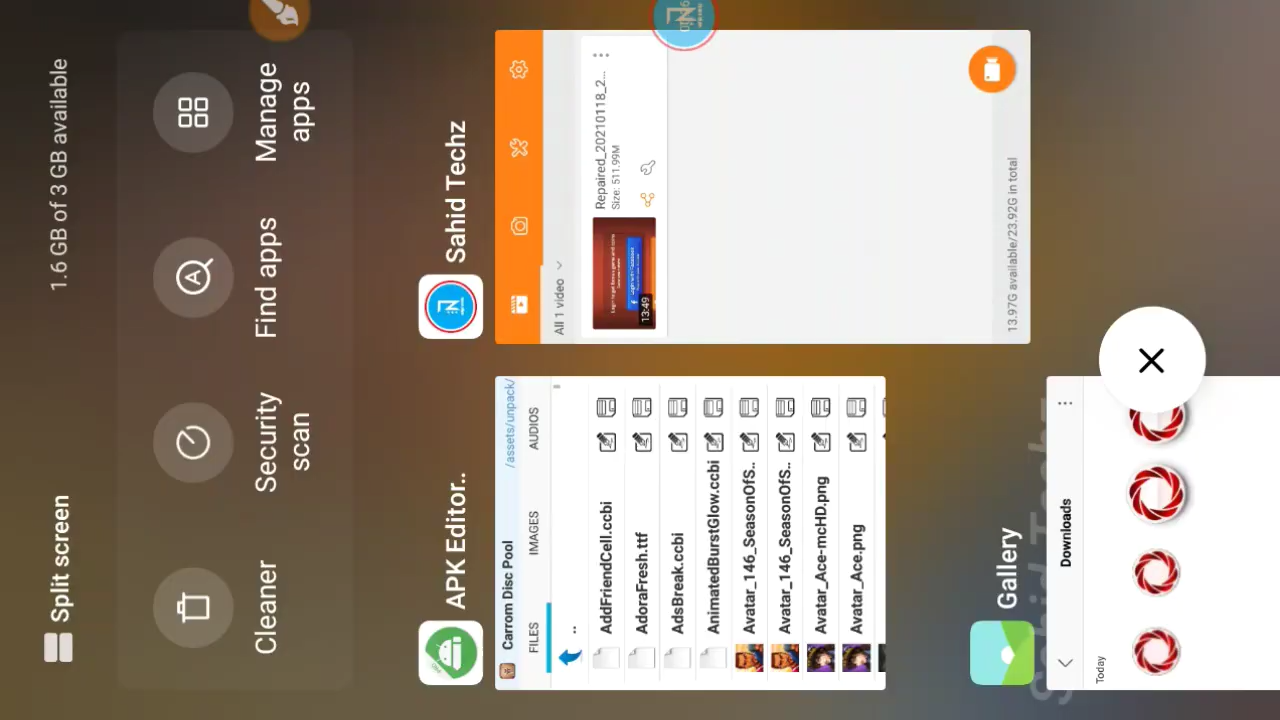 Split screen
1.6 GB of 3 GB available
Cleaner
Security
scan
Find apps
Manage
apps
APK Editor..
Carrom Disc Pool
/assets/unpack/
FILES
IMAGES
AUDIOS
..
AddFriendCell.ccbi
AdoraFresh.ttf
AdsBreak.ccbi
AnimatedBurstGlow.ccbi
Avatar_146_SeasonOfS..
Avatar_146_SeasonOfS..
Avatar_Ace-mcHD.png
Avatar_Ace.png
Sahid Techz
All 1 video
Repaired_20210118_2...
Size: 511.99M
13:49
13.97G available/23.92G in total
Gallery
Downloads
Today
Sahid Techz